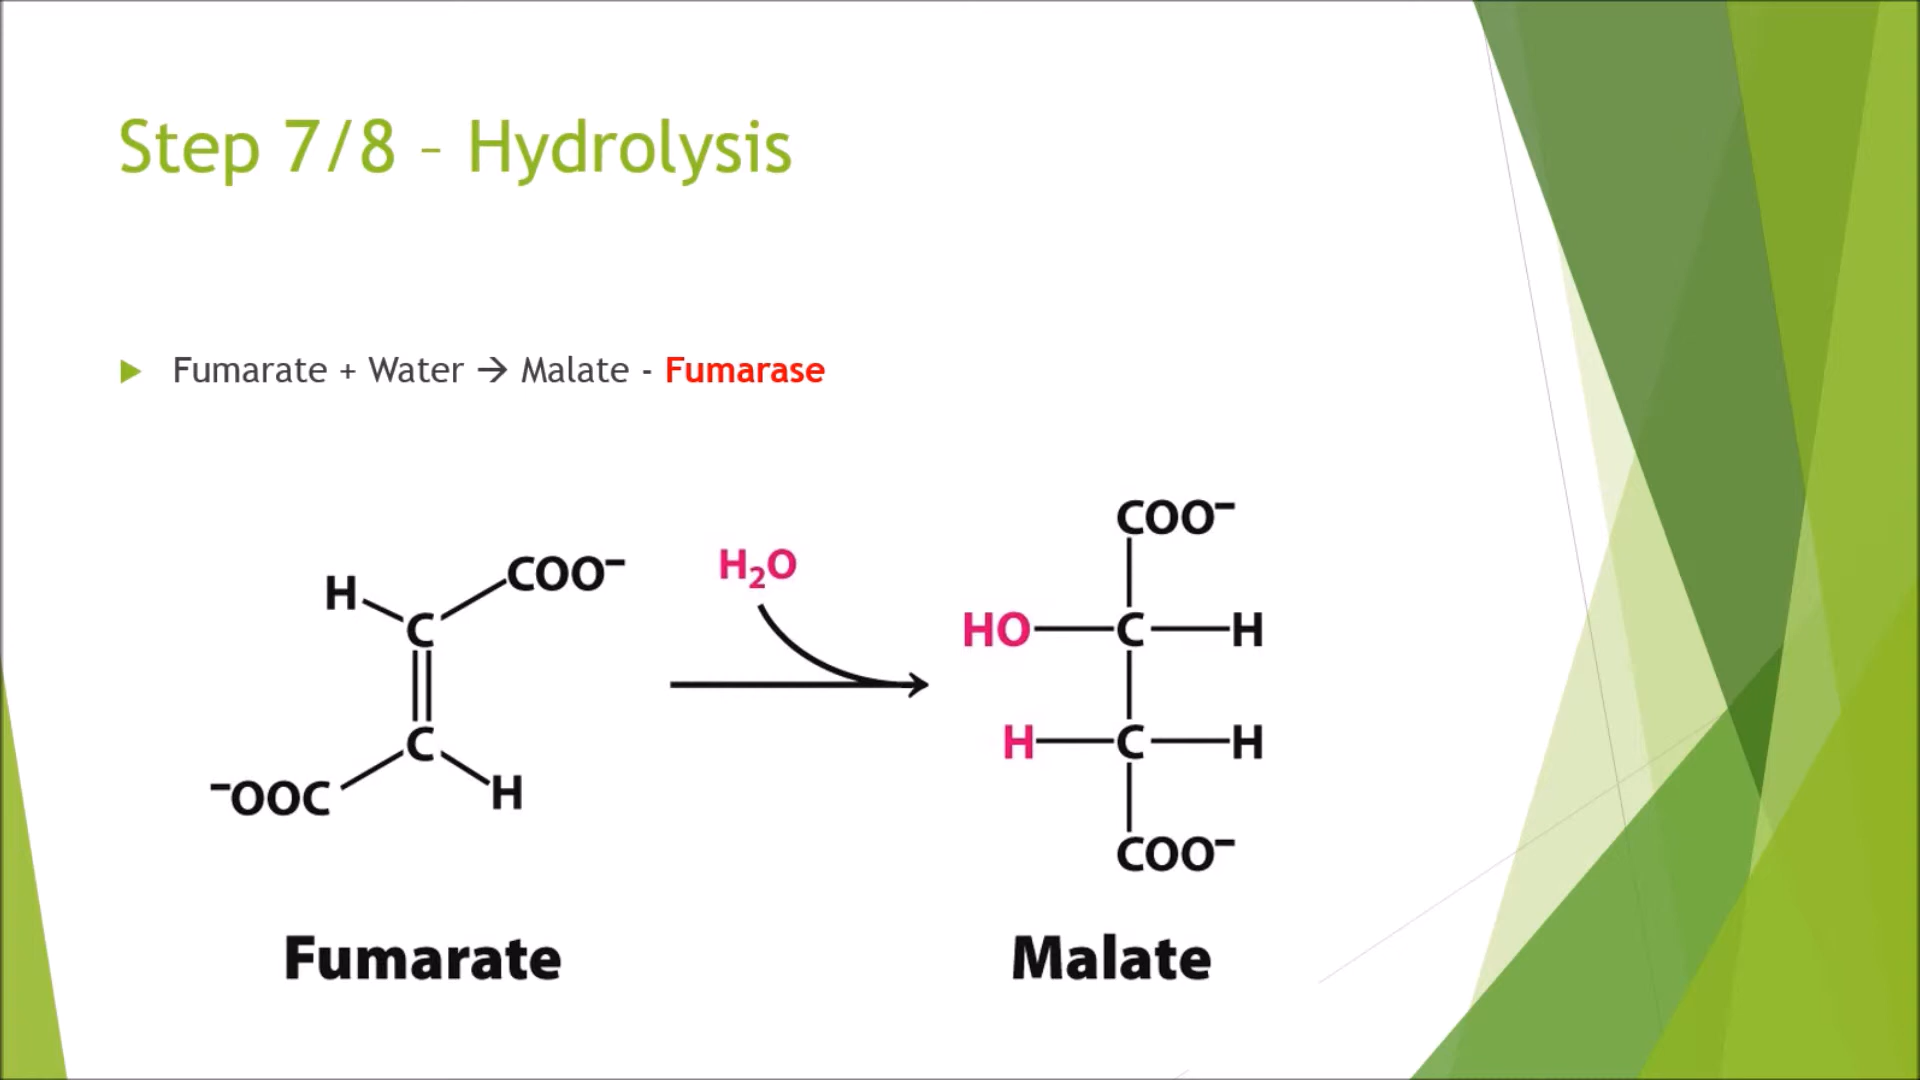 Step 7/8 – Hydrolysis
Fumarate + Water → Malate - Fumarase
H
COO⁻
C
C
⁻OOC
H
H₂O
COO⁻
HO C H
H C H
COO⁻
Fumarate
Malate